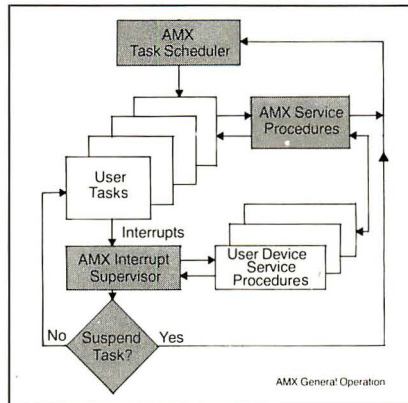 AMX
Task Scheduler
AMX Service
Procedures
User
Tasks
Interrupts
AMX Interrupt
Supervisor
User Device
Service
Procedures
No
Suspend
Task?
Yes
AMX General Operation